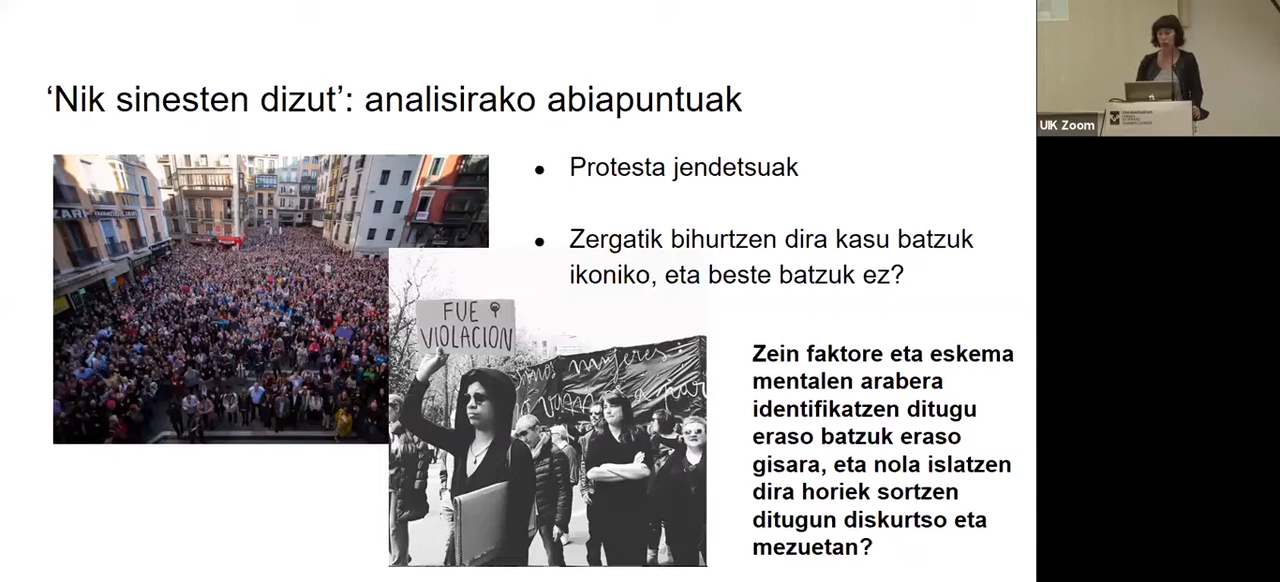 ‘Nik sinesten dizut’: analisirako abiapuntuak
● Protesta jendetsuak
● Zergatik bihurtzen dira kasu batzuk
ikoniko, eta beste batzuk ez?
FUE
VIOLACION
mujeres
Zein faktore eta eskema
mentalen arabera
identifikatzen ditugu
eraso batzuk eraso
gisara, eta nola islatzen
dira horiek sortzen
ditugun diskurtso eta
mezuetan?
UIK Zoom